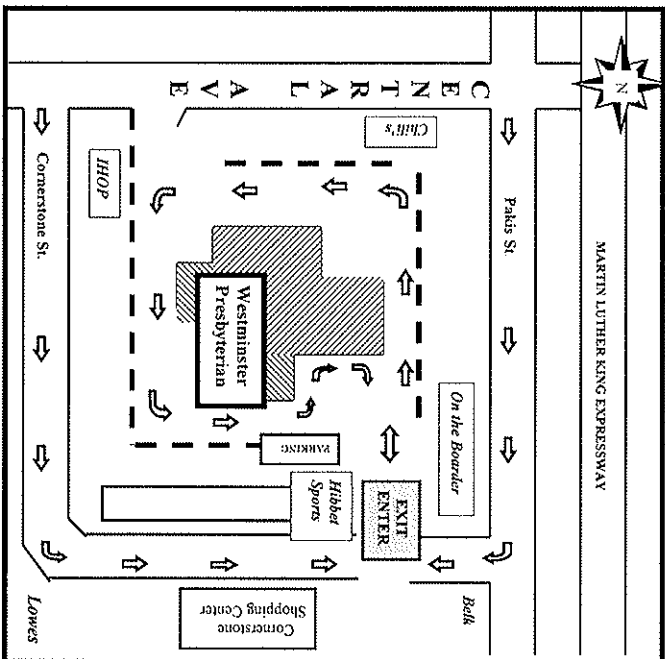 N
MARTIN LUTHER KING EXPRESSWAY
Pakis St.
On the Boarder
Belk
Chili's
EXIT
ENTER
CENTRAL AVE
Westminster
Presbyterian
PARKING
Hibbet
Sports
Cornerstone
Shopping Center
IHOP
Cornerstone St.
Lowes